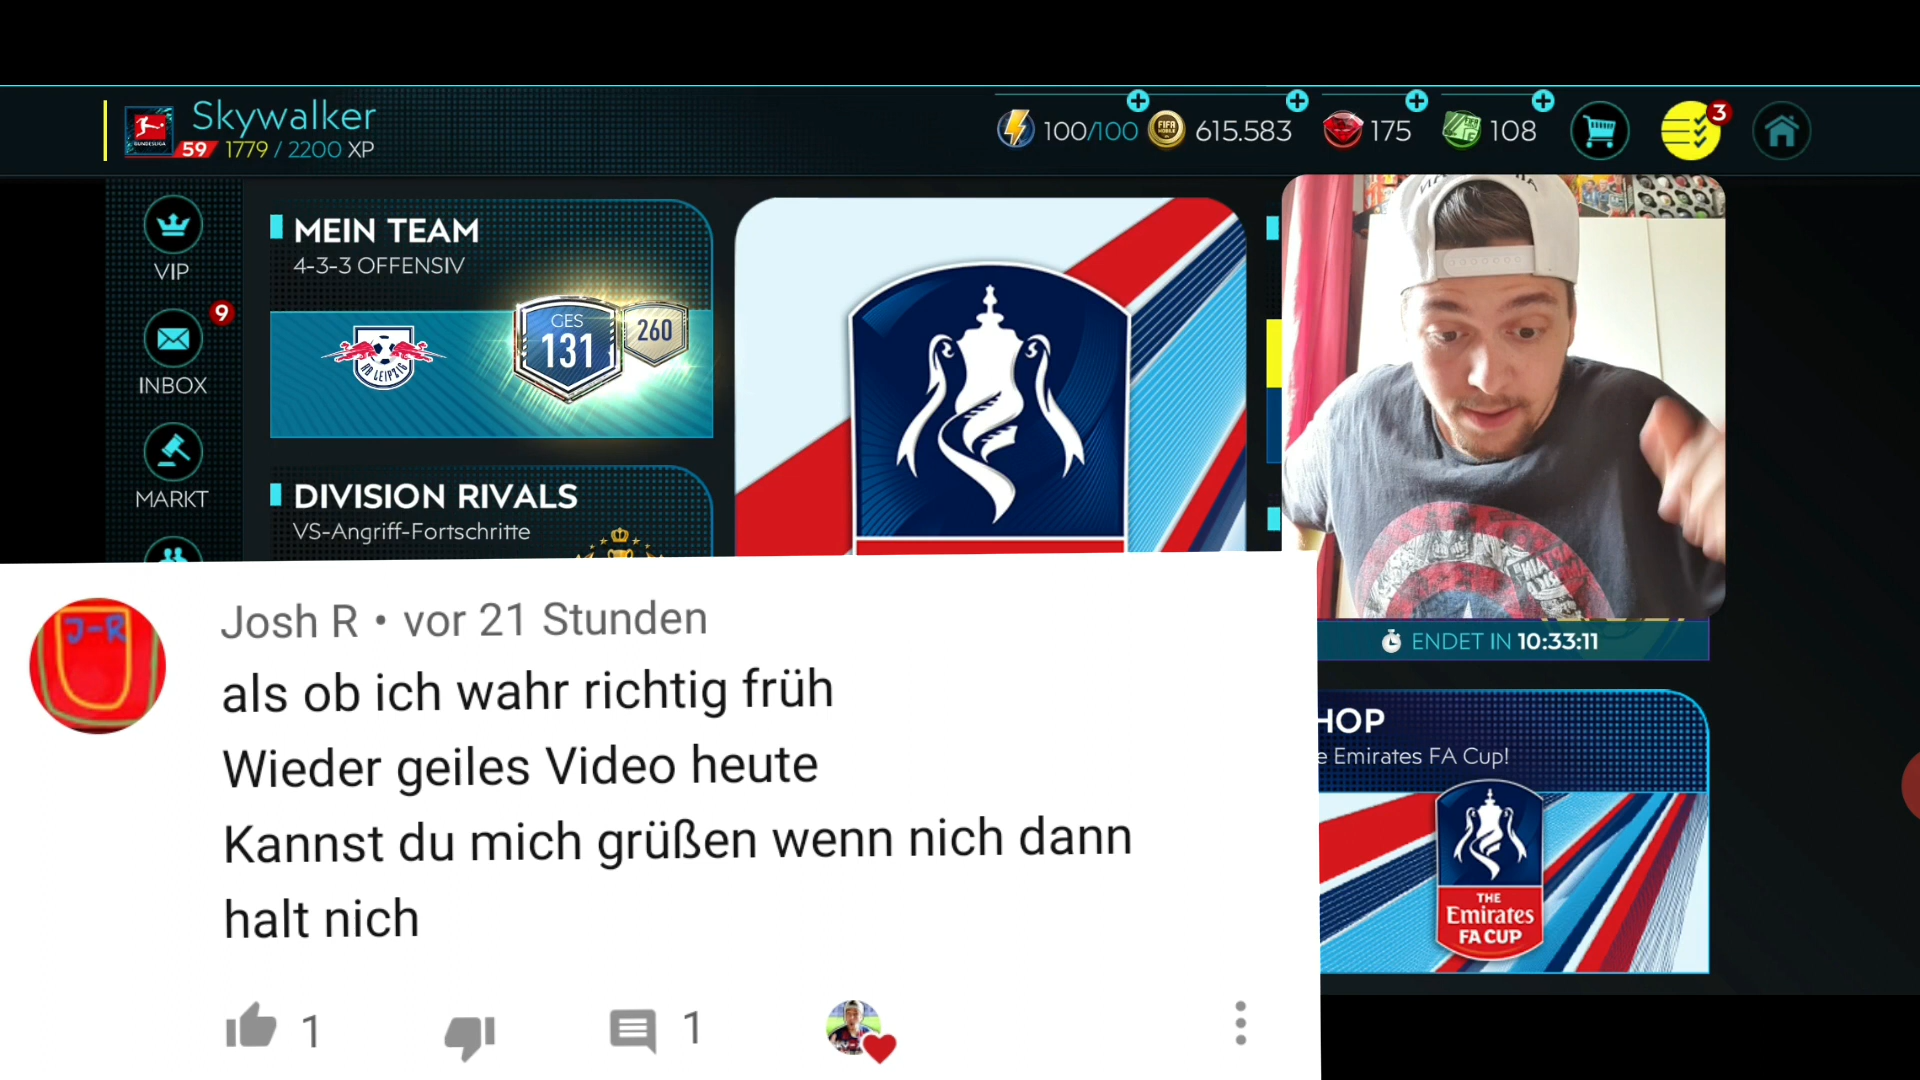 Skywalker
59 1779 / 2200 XP
BUNDESLIGA
100/100
FIFA MOBILE
615.583
175
108
3
VIP
9
INBOX
MARKT
MEIN TEAM
4-3-3 OFFENSIV
RB LEIPZIG
GES
131
260
DIVISION RIVALS
VS-Angriff-Fortschritte
ENDET IN 10:33:11
HOP
e Emirates FA Cup!
THE
Emirates
FA CUP
J-R
Josh R • vor 21 Stunden
als ob ich wahr richtig früh
Wieder geiles Video heute
Kannst du mich grüßen wenn nich dann
halt nich
1
1